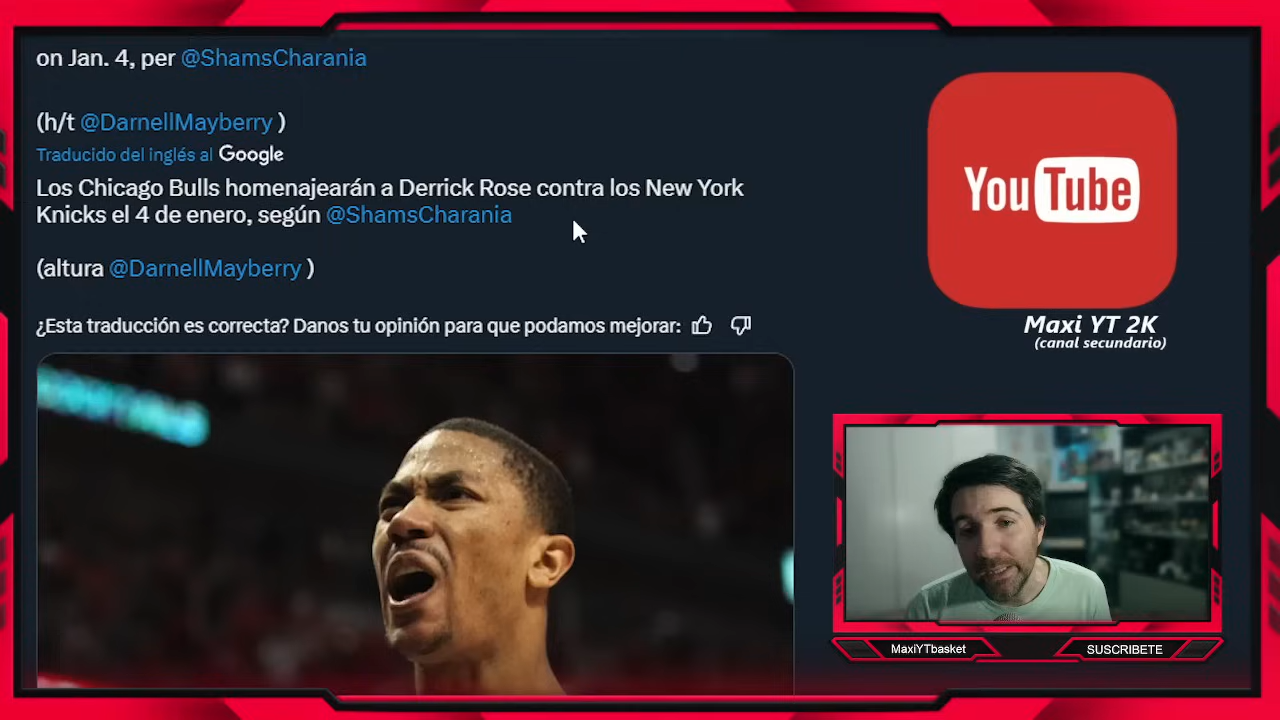 on Jan. 4, per @ShamsCharania
(h/t @DarnellMayberry )
Traducido del inglés al Google
Los Chicago Bulls homenajearán a Derrick Rose contra los New York
Knicks el 4 de enero, según @ShamsCharania
(altura @DarnellMayberry )
¿Esta traducción es correcta? Danos tu opinión para que podamos mejorar:
YouTube
Maxi YT 2K
(canal secundario)
MaxiYTbasket
SUSCRIBETE